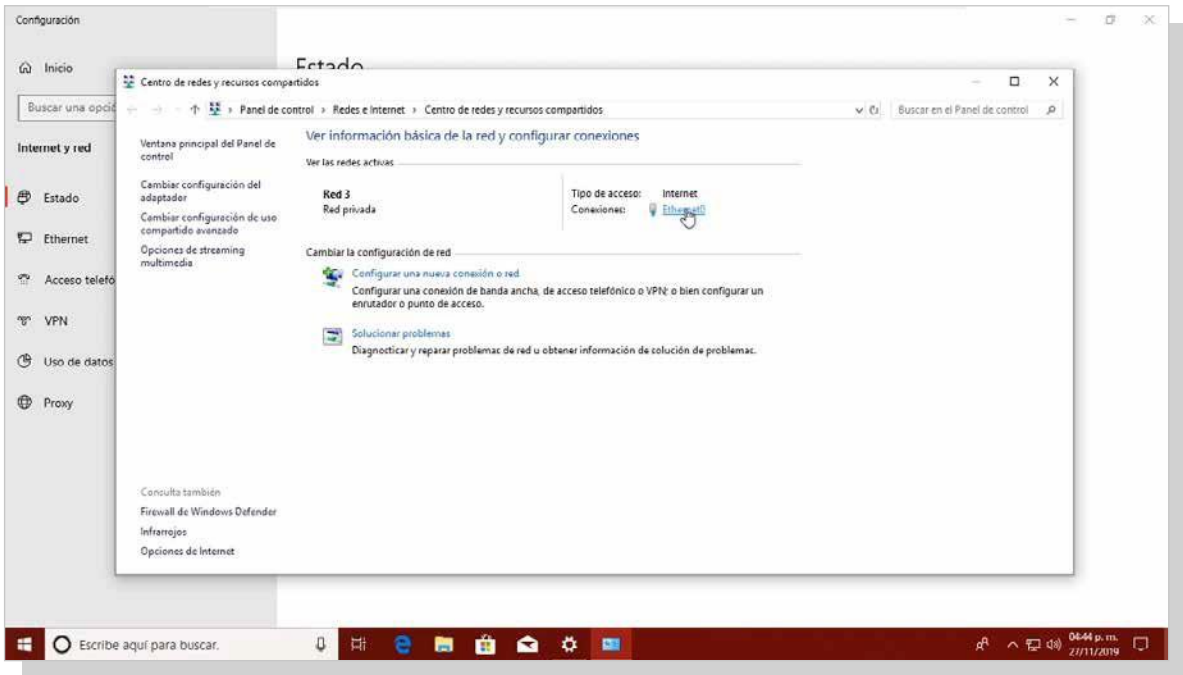 Configuración
Inicio
Estado
Buscar una opció
Internet y red
Estado
Ethernet
Acceso telefó
VPN
Uso de datos
Proxy
Centro de redes y recursos compartidos
Panel de control › Redes e Internet › Centro de redes y recursos compartidos
Buscar en el Panel de control
Ventana principal del Panel de
control
Cambiar configuración del
adaptador
Cambiar configuración de uso
compartido avanzado
Opciones de streaming
multimedia
Consulta también
Firewall de Windows Defender
Infrarrojos
Opciones de Internet
Ver información básica de la red y configurar conexiones
Ver las redes activas
Red 3
Red privada
Tipo de acceso: Internet
Conexiones: Ethernet0
Cambiar la configuración de red
Configurar una nueva conexión o red
Configurar una conexión de banda ancha, de acceso telefónico o VPN; o bien configurar un
enrutador o punto de acceso.
Solucionar problemas
Diagnosticar y reparar problemas de red u obtener información de solución de problemas.
Escribe aquí para buscar.
04:44 p. m.
27/11/2019